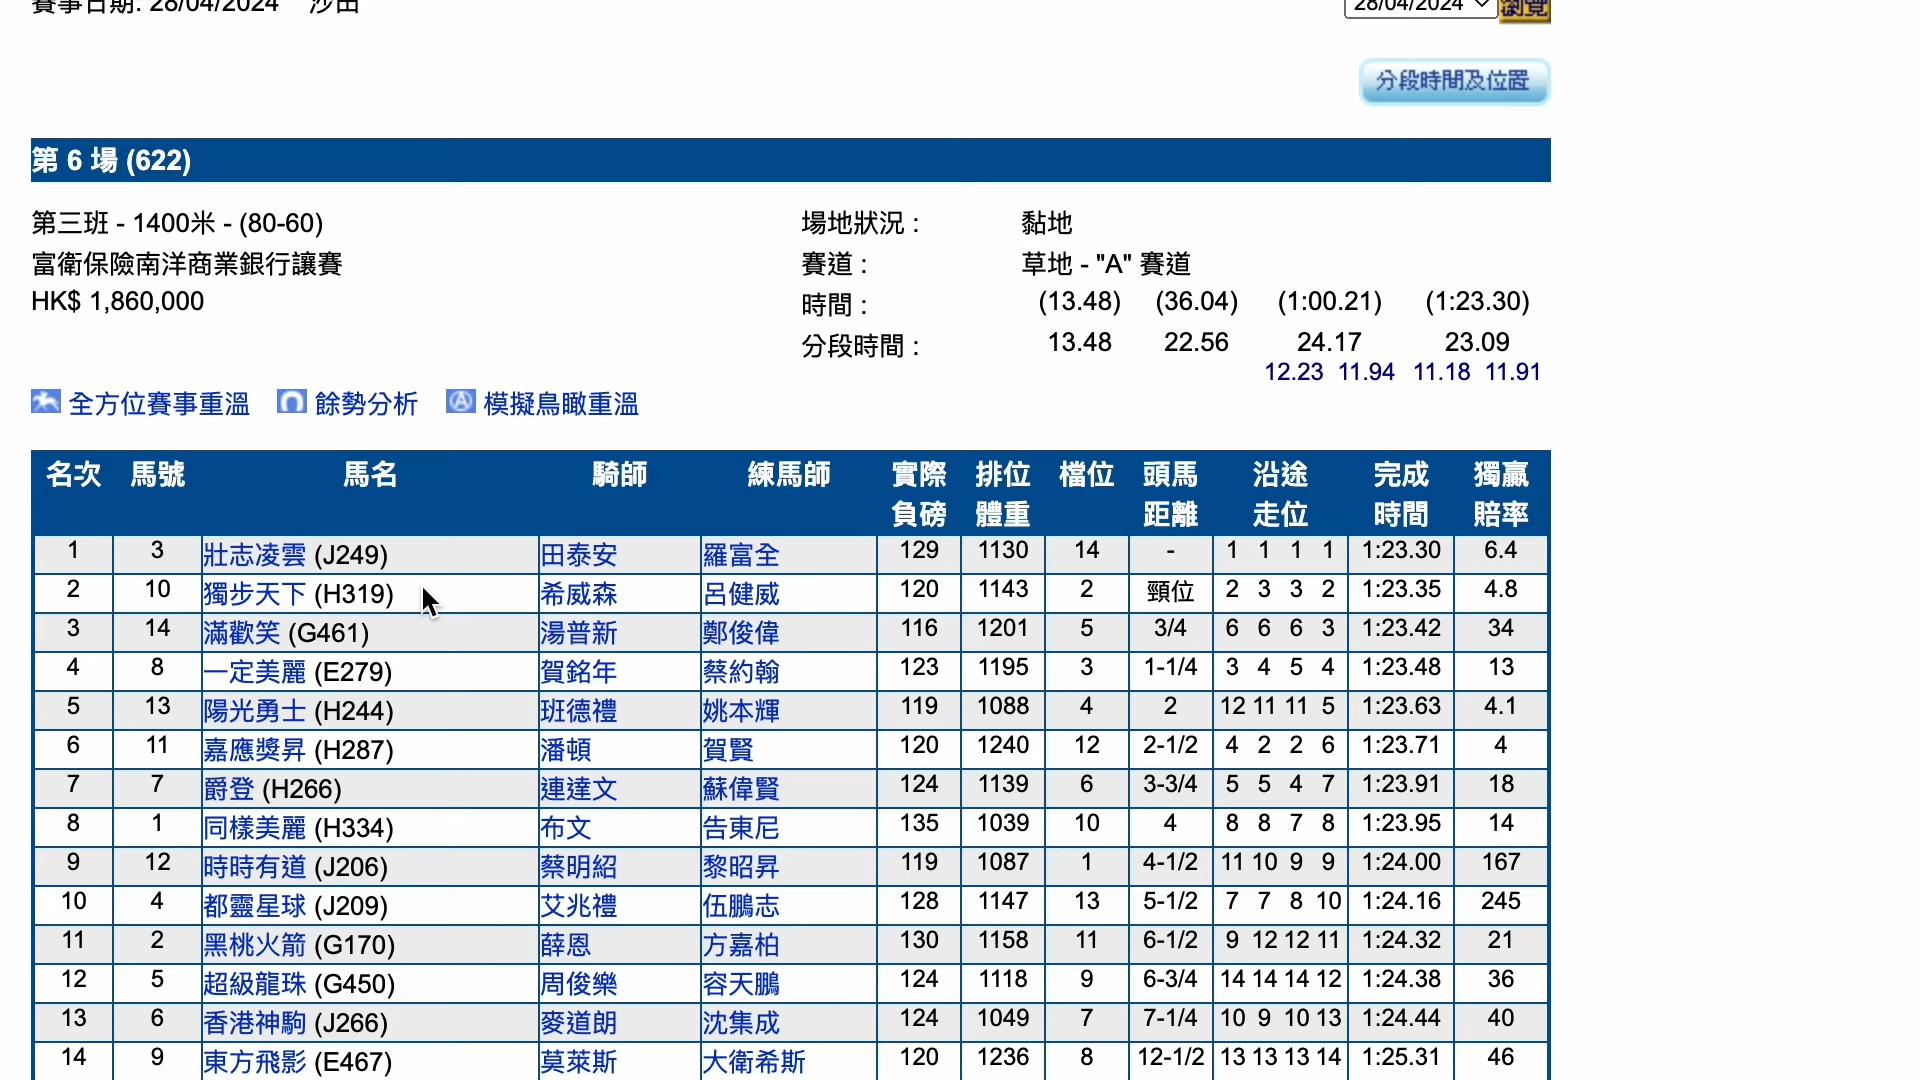 賽事日期: 28/04/2024 沙田
28/04/2024 瀏覽
分段時間及位置
第 6 場 (622)
第三班 - 1400米 - (80-60) 場地狀況 : 黏地
富衛保險南洋商業銀行讓賽 賽道 : 草地 - "A" 賽道
HK$ 1,860,000 時間 : (13.48) (36.04) (1:00.21) (1:23.30)
分段時間 : 13.48 22.56 24.17 23.09
12.23 11.94 11.18 11.91
全方位賽事重溫 餘勢分析 模擬鳥瞰重溫
名次 馬號 馬名 騎師 練馬師 實際負磅 排位體重 檔位 頭馬距離 沿途走位 完成時間 獨贏賠率
1 3 壯志凌雲 (J249) 田泰安 羅富全 129 1130 14 - 1 1 1 1 1:23.30 6.4
2 10 獨步天下 (H319) 希威森 呂健威 120 1143 2 頸位 2 3 3 2 1:23.35 4.8
3 14 滿歡笑 (G461) 湯普新 鄭俊偉 116 1201 5 3/4 6 6 6 3 1:23.42 34
4 8 一定美麗 (E279) 賀銘年 蔡約翰 123 1195 3 1-1/4 3 4 5 4 1:23.48 13
5 13 陽光勇士 (H244) 班德禮 姚本輝 119 1088 4 2 12 11 11 5 1:23.63 4.1
6 11 嘉應獎昇 (H287) 潘頓 賀賢 120 1240 12 2-1/2 4 2 2 6 1:23.71 4
7 7 爵登 (H266) 連達文 蘇偉賢 124 1139 6 3-3/4 5 5 4 7 1:23.91 18
8 1 同樣美麗 (H334) 布文 告東尼 135 1039 10 4 8 8 7 8 1:23.95 14
9 12 時時有道 (J206) 蔡明紹 黎昭昇 119 1087 1 4-1/2 11 10 9 9 1:24.00 167
10 4 都靈星球 (J209) 艾兆禮 伍鵬志 128 1147 13 5-1/2 7 7 8 10 1:24.16 245
11 2 黑桃火箭 (G170) 薛恩 方嘉柏 130 1158 11 6-1/2 9 12 12 11 1:24.32 21
12 5 超級龍珠 (G450) 周俊樂 容天鵬 124 1118 9 6-3/4 14 14 14 12 1:24.38 36
13 6 香港神駒 (J266) 麥道朗 沈集成 124 1049 7 7-1/4 10 9 10 13 1:24.44 40
14 9 東方飛影 (E467) 莫萊斯 大衛希斯 120 1236 8 12-1/2 13 13 13 14 1:25.31 46